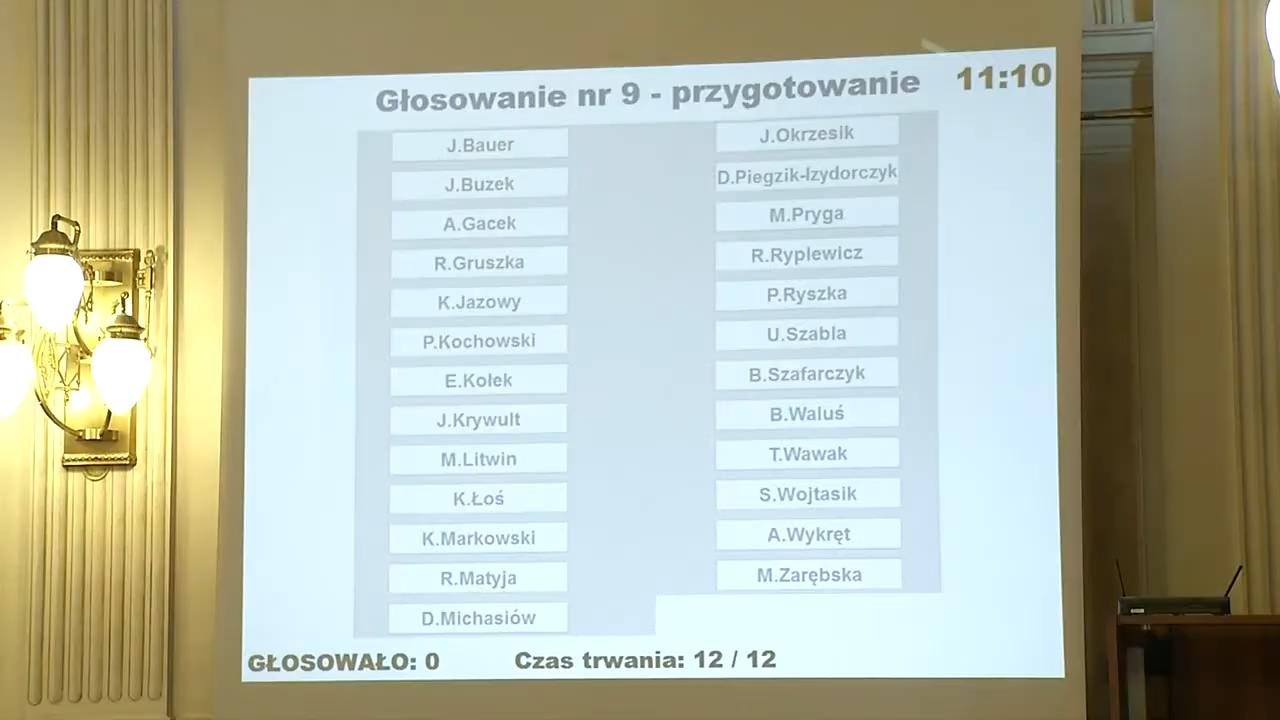 Głosowanie nr 9 - przygotowanie 11:10
J.Bauer
J.Buzek
A.Gacek
R.Gruszka
K.Jazowy
P.Kochowski
E.Kołek
J.Krywult
M.Litwin
K.Łoś
K.Markowski
R.Matyja
D.Michasiów
J.Okrzesik
D.Piegzik-Izydorczyk
M.Pryga
R.Ryplewicz
P.Ryszka
U.Szabla
B.Szafarczyk
B.Waluś
T.Wawak
S.Wojtasik
A.Wykręt
M.Zarębska
GŁOSOWAŁO: 0 Czas trwania: 12 / 12